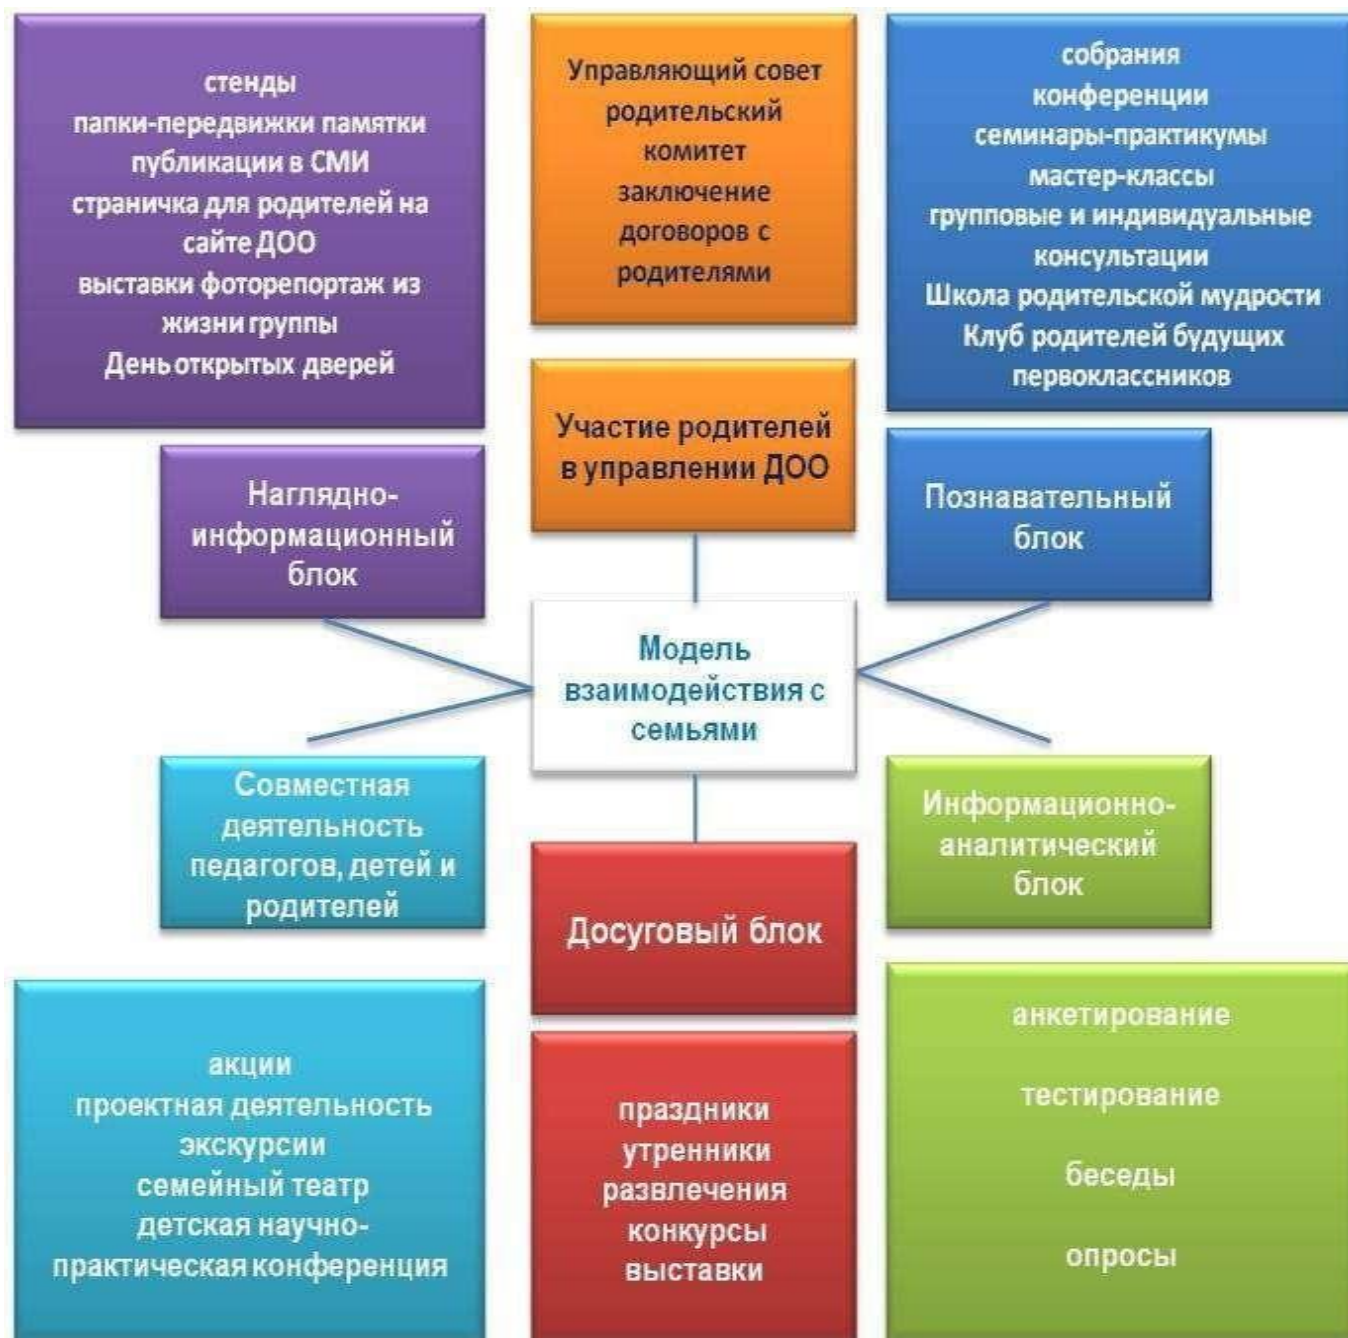 стенды
папки-передвижки памятки
публикации в СМИ
страничка для родителей на
сайте ДОО
выставки фоторепортаж из
жизни группы
День открытых дверей
Управляющий совет
родительский
комитет
заключение
договоров с
родителями
собрания
конференции
семинары-практикумы
мастер-классы
групповые и индивидуальные
консультации
Школа родительской мудрости
Клуб родителей будущих
первоклассников
Наглядно-
информационный
блок
Участие родителей
в управлении ДОО
Познавательный
блок
Модель
взаимодействия с
семьями
Совместная
деятельность
педагогов, детей и
родителей
Досуговый блок
Информационно-
аналитический
блок
акции
проектная деятельность
экскурсии
семейный театр
детская научно-
практическая конференция
праздники
утренники
развлечения
конкурсы
выставки
анкетирование
тестирование
беседы
опросы